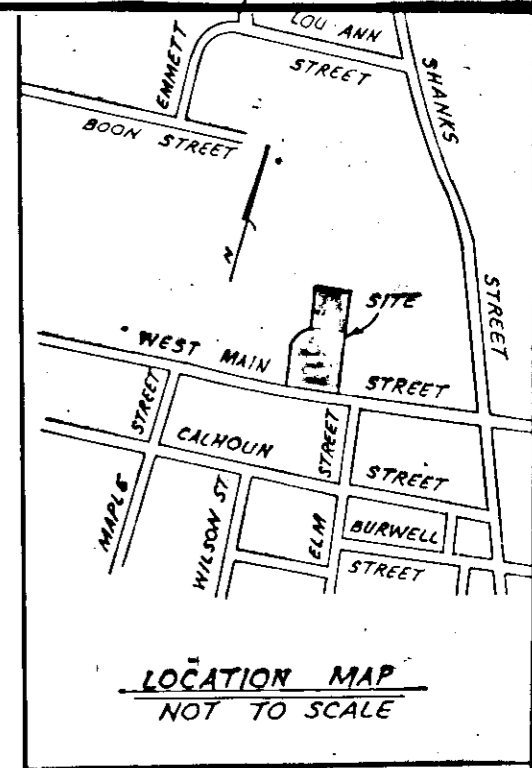 LOU ANN
STREET
EMMETT
SHANKS
STREET
BOON STREET
N
SITE
WEST MAIN
STREET
STREET
MAPLE
CALHOUN
STREET
WILSON ST.
ELM
STREET
BURWELL
STREET
LOCATION MAP
NOT TO SCALE